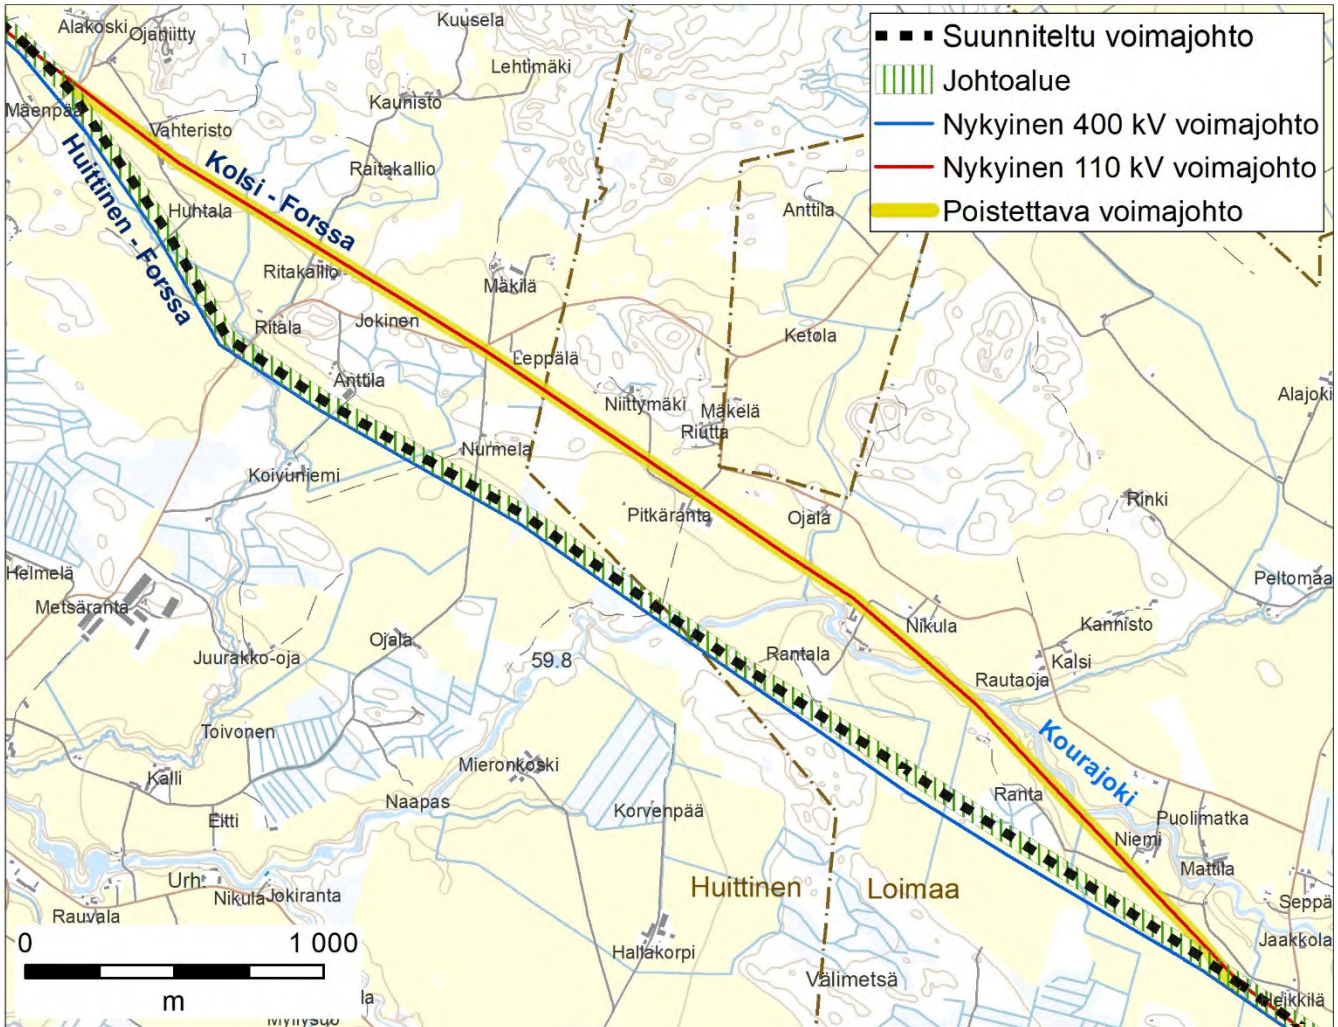 Suunniteltu voimajohto
Johtoalue
Nykyinen 400 kV voimajohto
Nykyinen 110 kV voimajohto
Poistettava voimajohto
Alakoski
Ojaniitty
Kuusela
Lehtimäki
Kaunisto
Mäenpää
Vahteristo
Raitakallio
Kolsi - Forssa
Huittinen - Forssa
Huhtala
Anttila
Ritakallio
Mäkilä
Ritala
Jokinen
Ketola
Leppälä
Anttila
Alajoki
Niittymäki
Mäkelä
Riutta
Nurmela
Koivuniemi
Rinki
Pitkäranta
Ojala
Helmelä
Metsäranta
Peltomaa
Nikula
Kannisto
Ojala
Juurakko-oja
59.8
Rantala
Kalsi
Rautaoja
Toivonen
Kourajoki
Kalli
Mieronkoski
Naapas
Korvenpää
Ranta
Eitti
Puolimatka
Niemi
Mattila
Urh.
Nikula
Jokiranta
Huittinen
Loimaa
Seppä
Rauvala
Jaakkola
Hallakorpi
Välimetsä
Heikkilä
0
1 000
m
la
Myllysuo